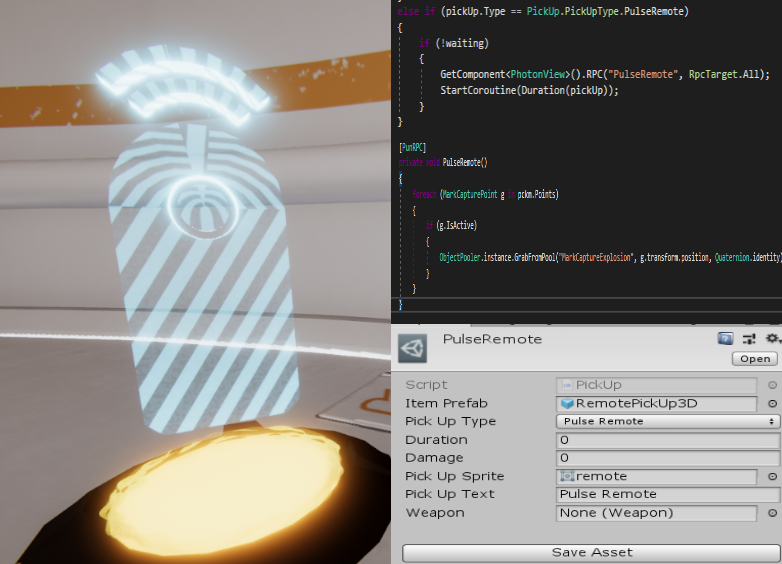 else if (pickUp.Type == PickUp.PickUpType.PulseRemote)
{
if (!waiting)
{
GetComponent<PhotonView>().RPC("PulseRemote", RpcTarget.All);
StartCoroutine(Duration(pickUp));
}
}
[PunRPC]
private void PulseRemote()
{
foreach (MarkCapturePoint g in pckm.Points)
{
if (g.IsActive)
{
ObjectPooler.instance.GrabFromPool("MarkCaptureExplosion", g.transform.position, Quaternion.identity)
}
}
}
PulseRemote
Open
Script PickUp
Item Prefab RemotePickUp3D
Pick Up Type Pulse Remote
Duration 0
Damage 0
Pick Up Sprite remote
Pick Up Text Pulse Remote
Weapon None (Weapon)
Save Asset